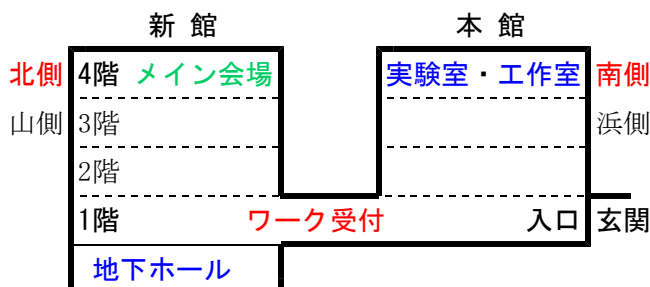 新 館 本 館
北側 4階 メイン会場 実験室・工作室 南側
山側 3階 浜側
2階
1階 ワーク受付 入口 玄関
地下ホール